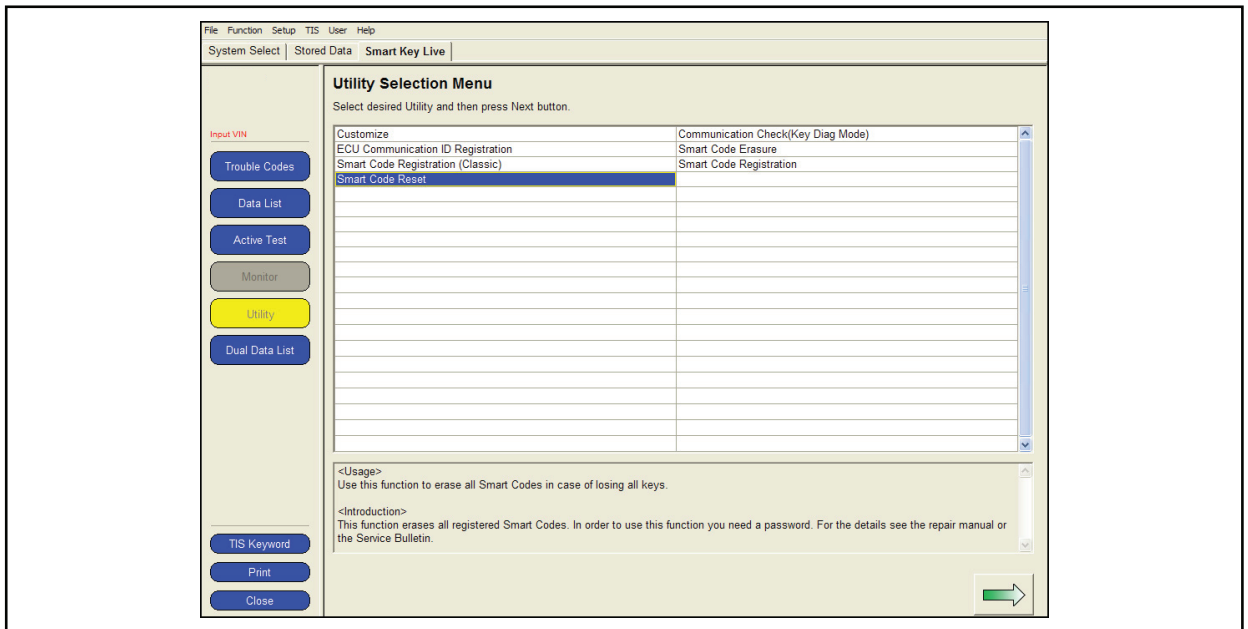 File Function Setup TIS User Help
System Select Stored Data Smart Key Live
Utility Selection Menu
Select desired Utility and then press Next button.
Input VIN
Trouble Codes
Data List
Active Test
Monitor
Utility
Dual Data List
Customize Communication Check(Key Diag Mode)
ECU Communication ID Registration Smart Code Erasure
Smart Code Registration (Classic) Smart Code Registration
Smart Code Reset
<Usage>
Use this function to erase all Smart Codes in case of losing all keys.
<Introduction>
This function erases all registered Smart Codes. In order to use this function you need a password. For the details see the repair manual or
the Service Bulletin.
TIS Keyword
Print
Close